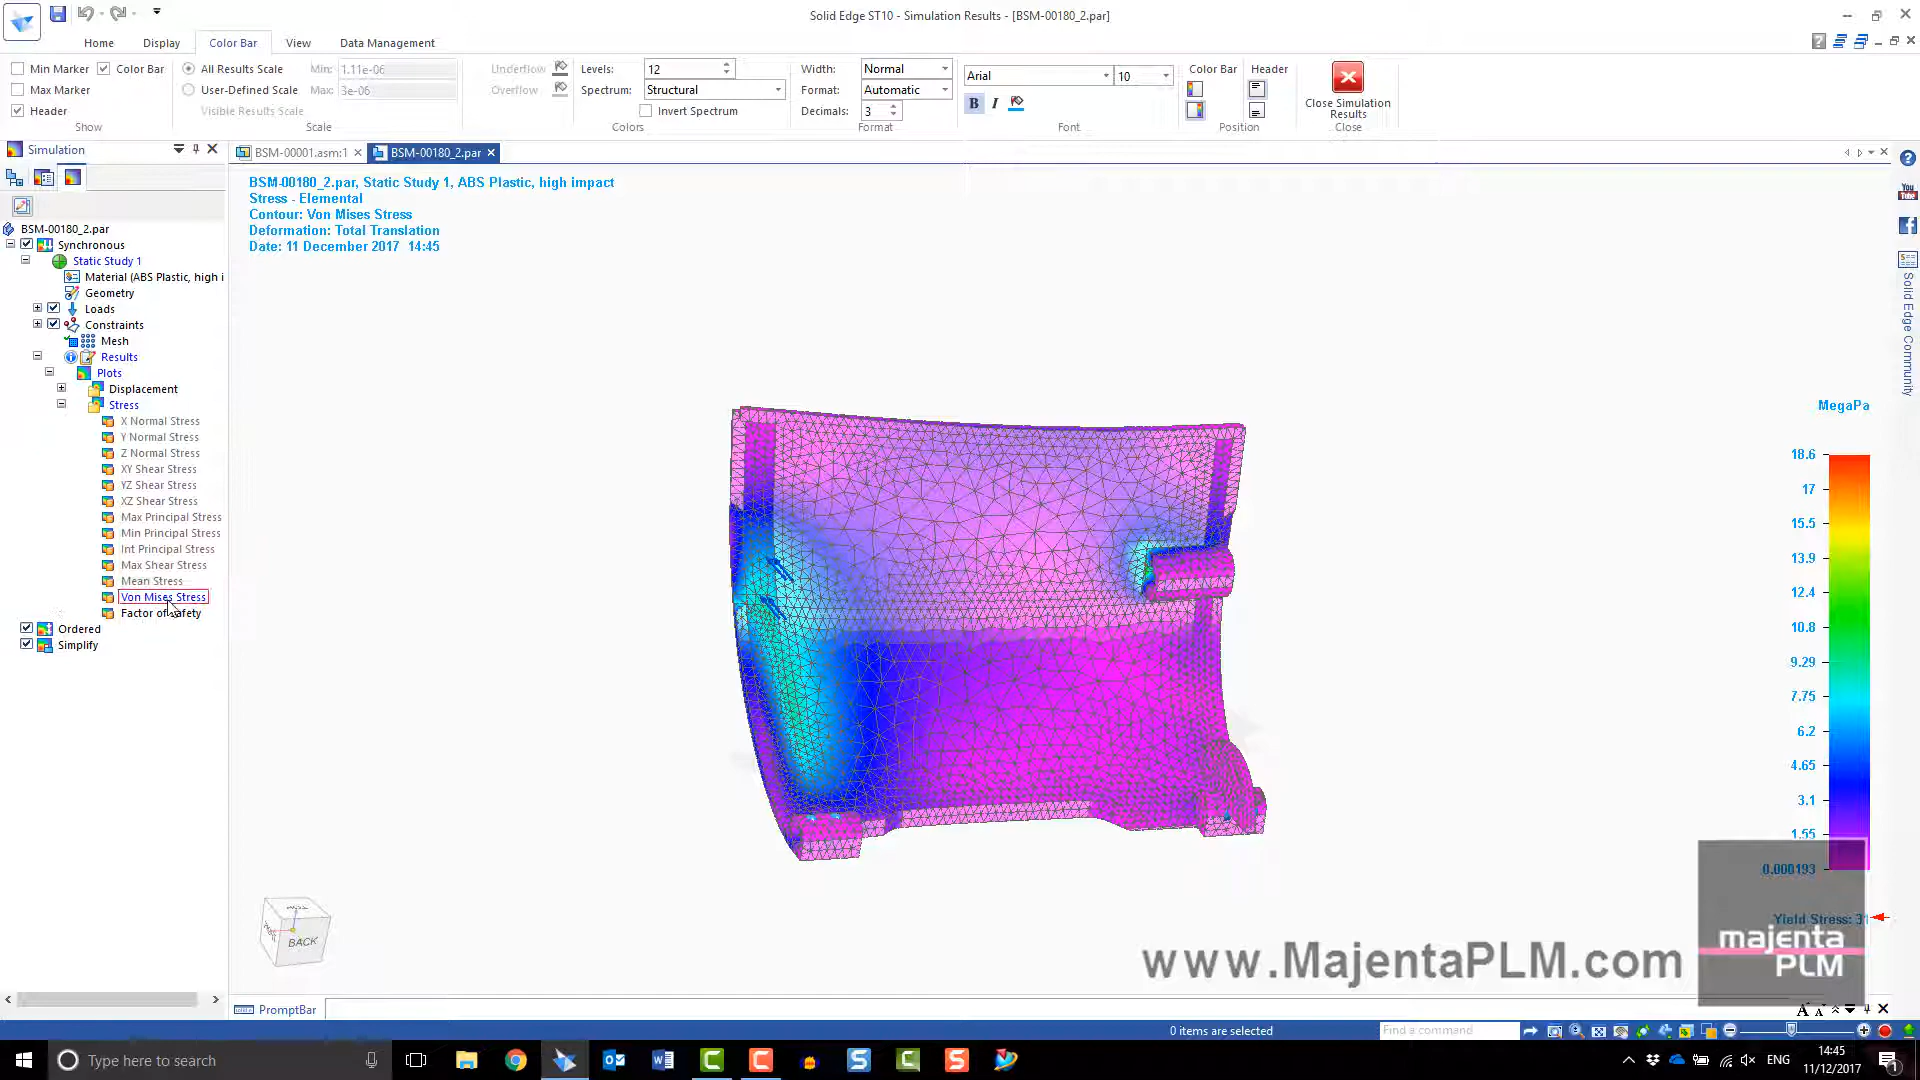 Solid Edge ST10 - Simulation Results - [BSM-00180_2.par]
Home Display Color Bar View Data Management
Min Marker Color Bar
Max Marker
Header
Show
All Results Scale Min: 1.11e-06
User-Defined Scale Max: 3e-06
Visible Results Scale
Scale
Underflow
Overflow
Levels: 12
Spectrum: Structural
Invert Spectrum
Colors
Width: Normal
Format: Automatic
Decimals: 3
Format
Arial 10
B I
Font
Color Bar Header
Position
Close Simulation
Results
Close
Simulation
BSM-00001.asm:1
BSM-00180_2.par
BSM-00180_2.par
Synchronous
Static Study 1
Material (ABS Plastic, high i
Geometry
Loads
Constraints
Mesh
Results
Plots
Displacement
Stress
X Normal Stress
Y Normal Stress
Z Normal Stress
XY Shear Stress
YZ Shear Stress
XZ Shear Stress
Max Principal Stress
Min Principal Stress
Int Principal Stress
Max Shear Stress
Mean Stress
Von Mises Stress
Factor of Safety
Ordered
Simplify
BSM-00180_2.par, Static Study 1, ABS Plastic, high impact
Stress - Elemental
Contour: Von Mises Stress
Deformation: Total Translation
Date: 11 December 2017 14:45
MegaPa
18.6
17
15.5
13.9
12.4
10.8
9.29
7.75
6.2
4.65
3.1
1.55
0.000193
Yield Stress: 31
You
Tube
Solid Edge Community
BACK
www.MajentaPLM.com
majenta
PLM
PromptBar
0 items are selected
Find a command
Type here to search
ENG
14:45
11/12/2017